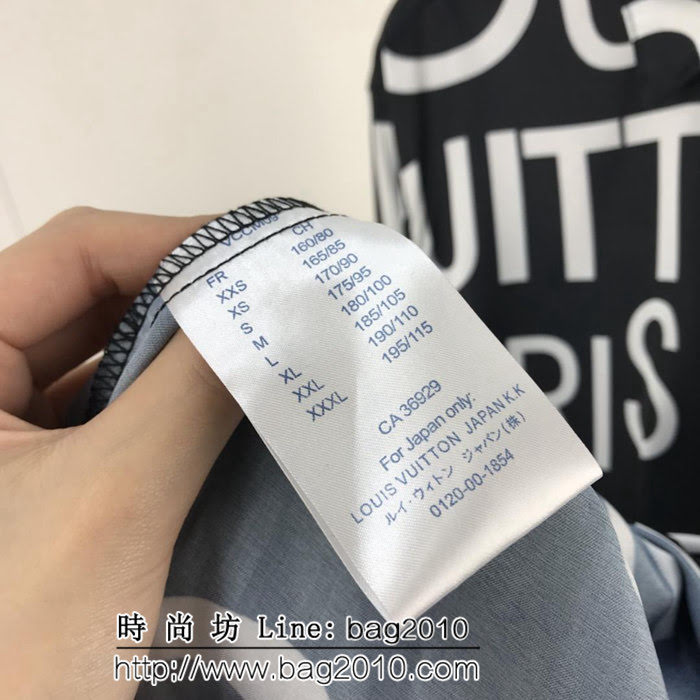 UITT
RIS
VCCM09
FR CH
XXS 160/80
XS 165/85
S 170/90
M 175/95
L 180/100
XL 185/105
XXL 190/110
XXXL 195/115
CA 36929
For Japan only:
LOUIS VUITTON JAPAN K.K
ルイ・ウィトン ジャパン(株)
0120-00-1854
時尚坊 Line: bag2010
http://www.bag2010.com